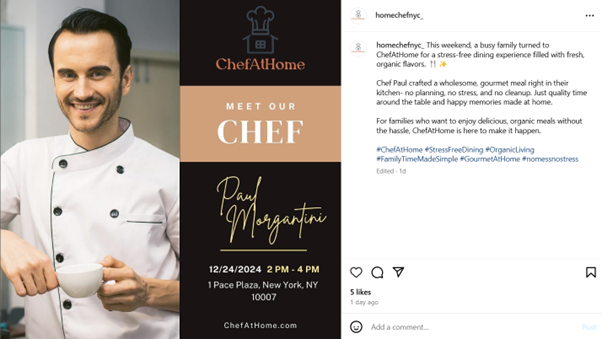 ChefAtHome
MEET OUR
CHEF
Paul
Morgantini
12/24/2024 2 PM - 4 PM
1 Pace Plaza, New York, NY
10007
ChefAtHome.com
homechefnyc_
homechefnyc_ This weekend, a busy family turned to
ChefAtHome for a stress-free dining experience filled with fresh,
organic flavors. 🍴✨
Chef Paul crafted a wholesome, gourmet meal right in their
kitchen- no planning, no stress, and no cleanup. Just quality time
around the table and happy memories made at home.
For families who want to enjoy delicious, organic meals without
the hassle, ChefAtHome is here to make it happen.
#ChefAtHome #StressFreeDining #OrganicLiving
#FamilyTimeMadeSimple #GourmetAtHome #nomessnostress
Edited · 1d
5 likes
1 day ago
Add a comment...
Post